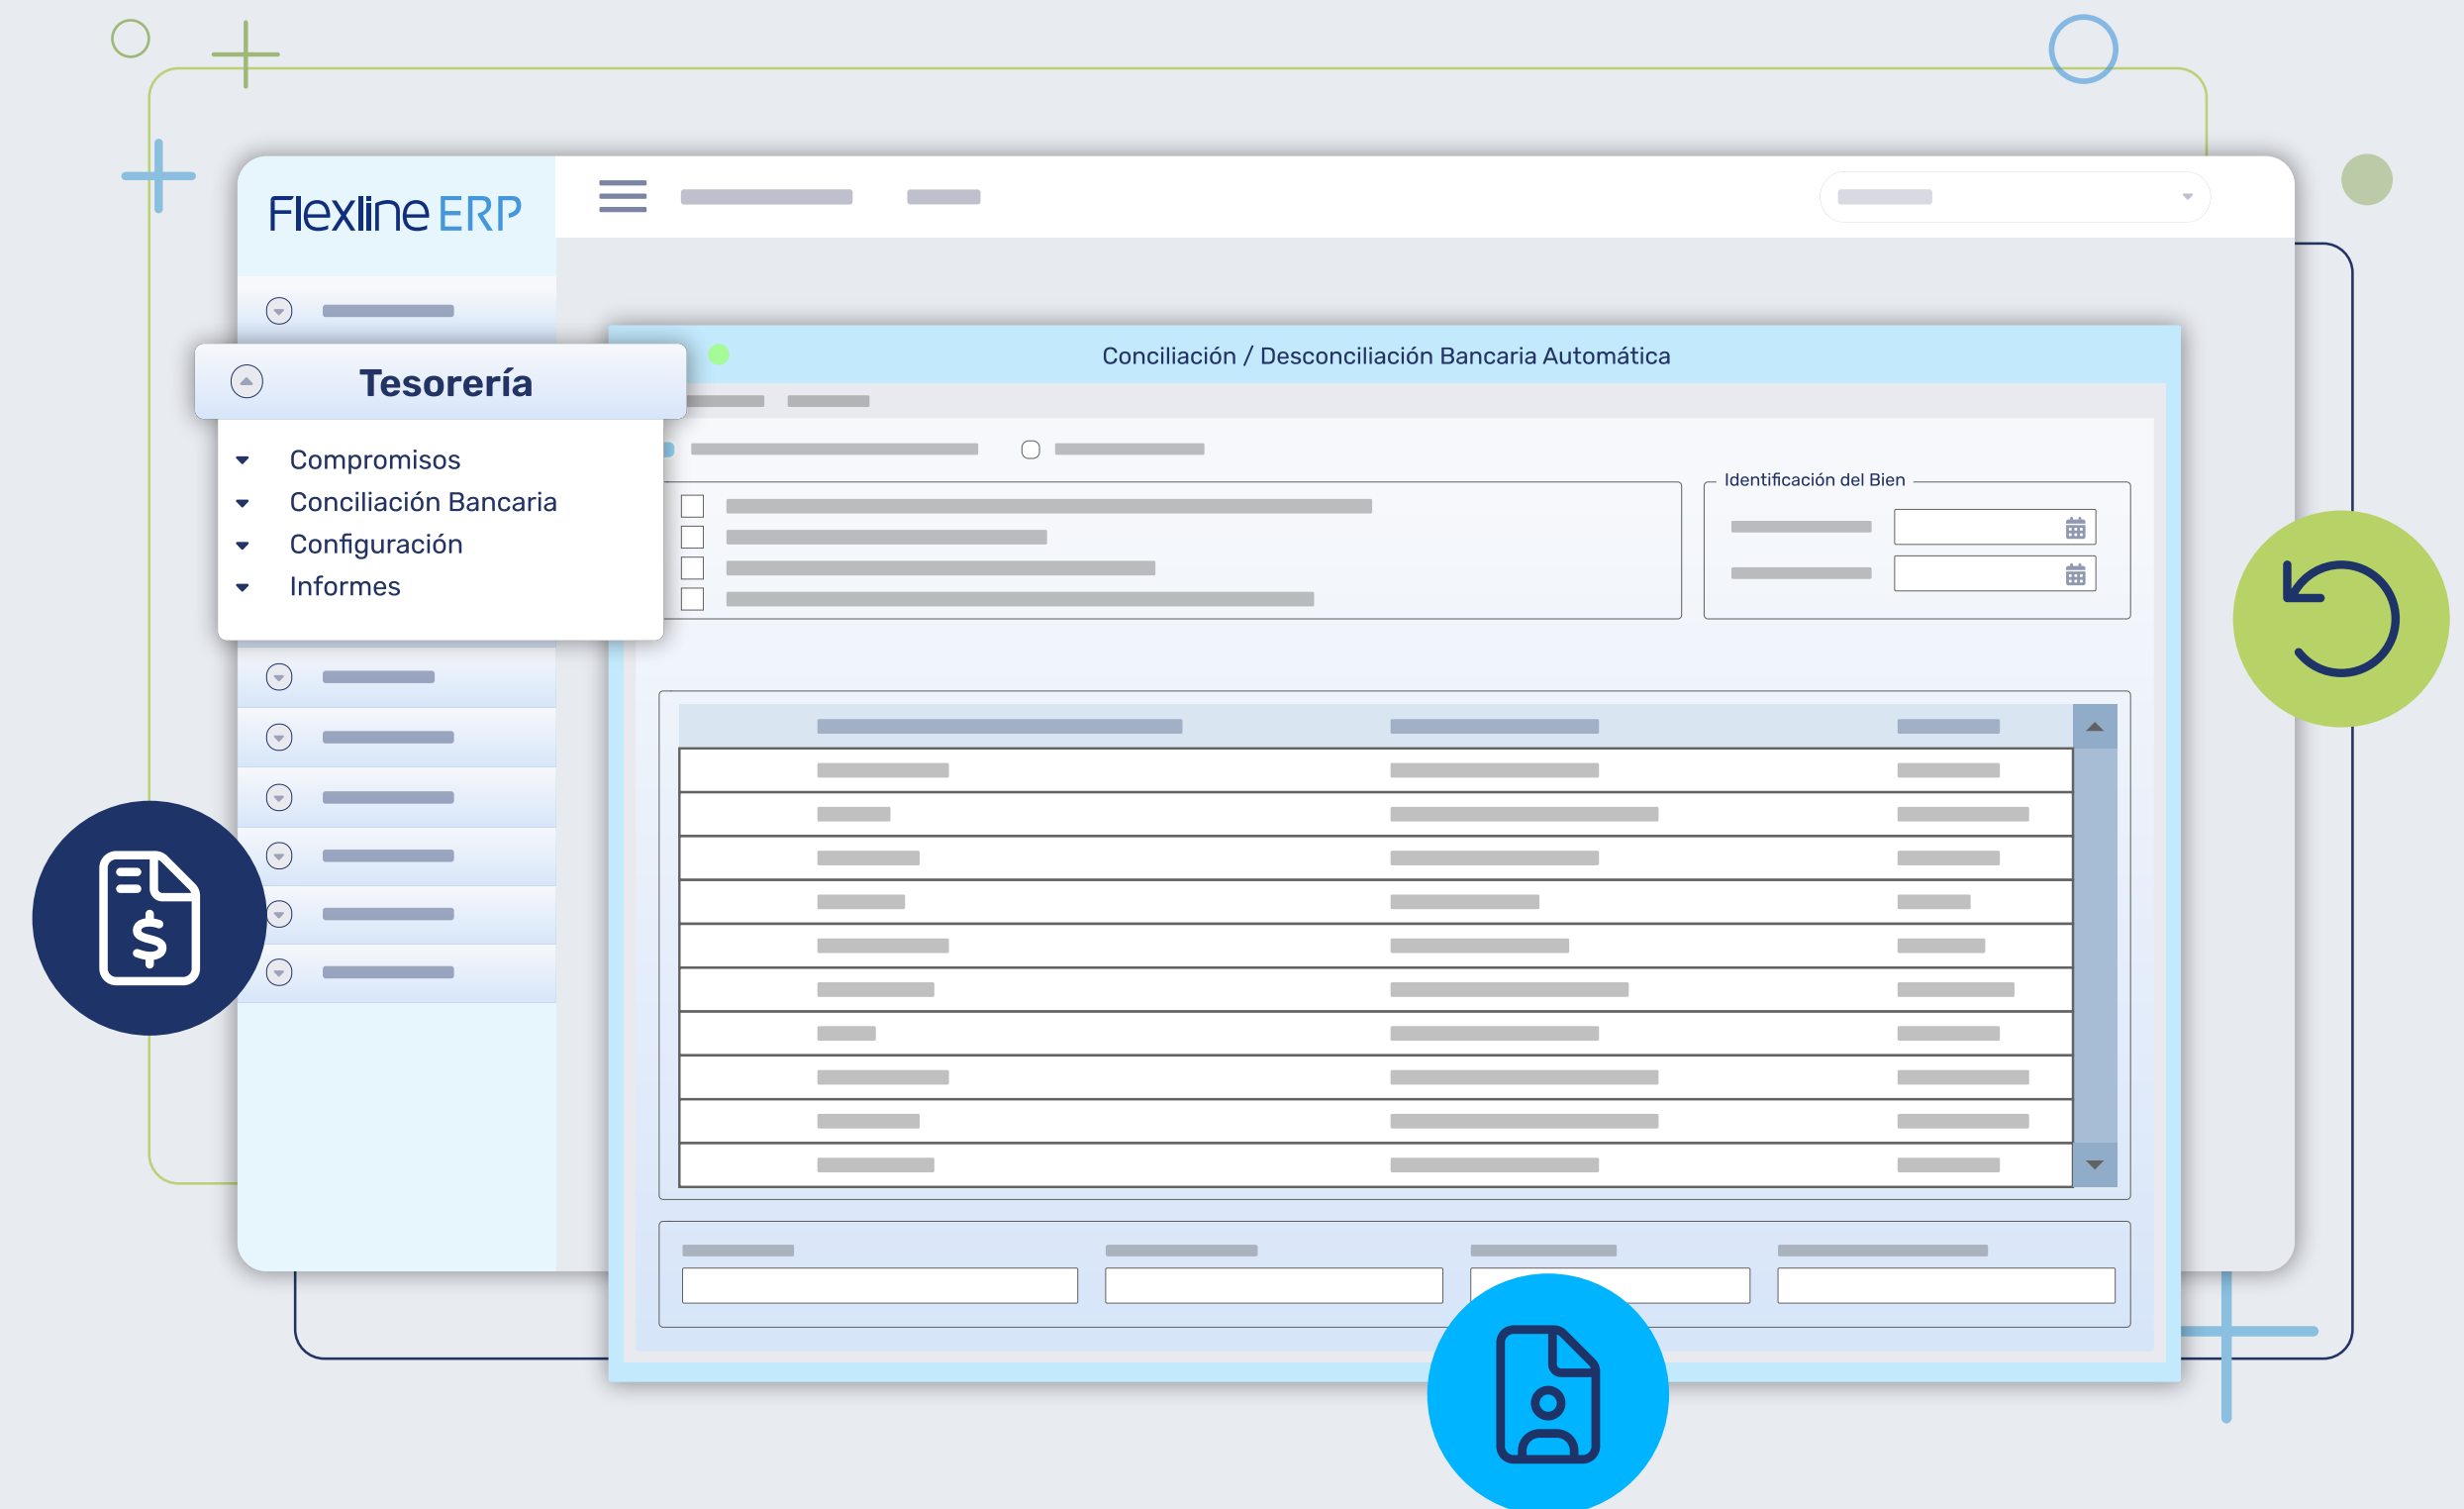 Flexline ERP
Conciliación / Desconciliación Bancaria Automática
Tesorería
Compromisos
Conciliación Bancaria
Configuración
Informes
Identificación del Bien
$